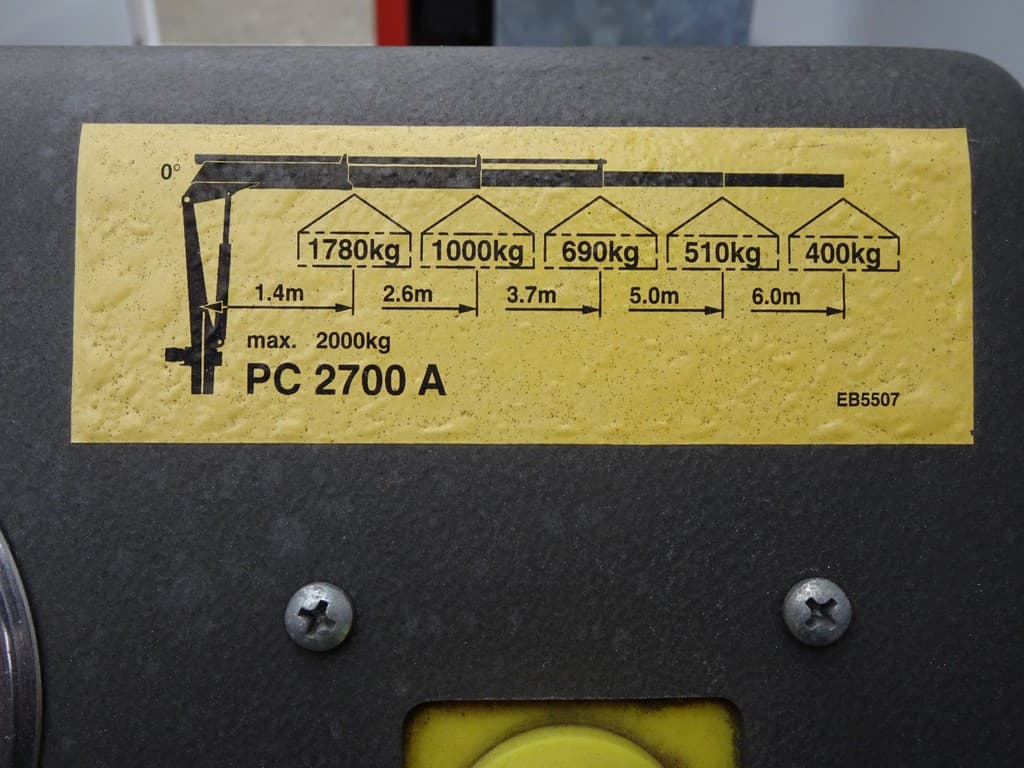 0°
1780kg 1000kg 690kg 510kg 400kg
1.4m 2.6m 3.7m 5.0m 6.0m
max. 2000kg
PC 2700 A
EB5507